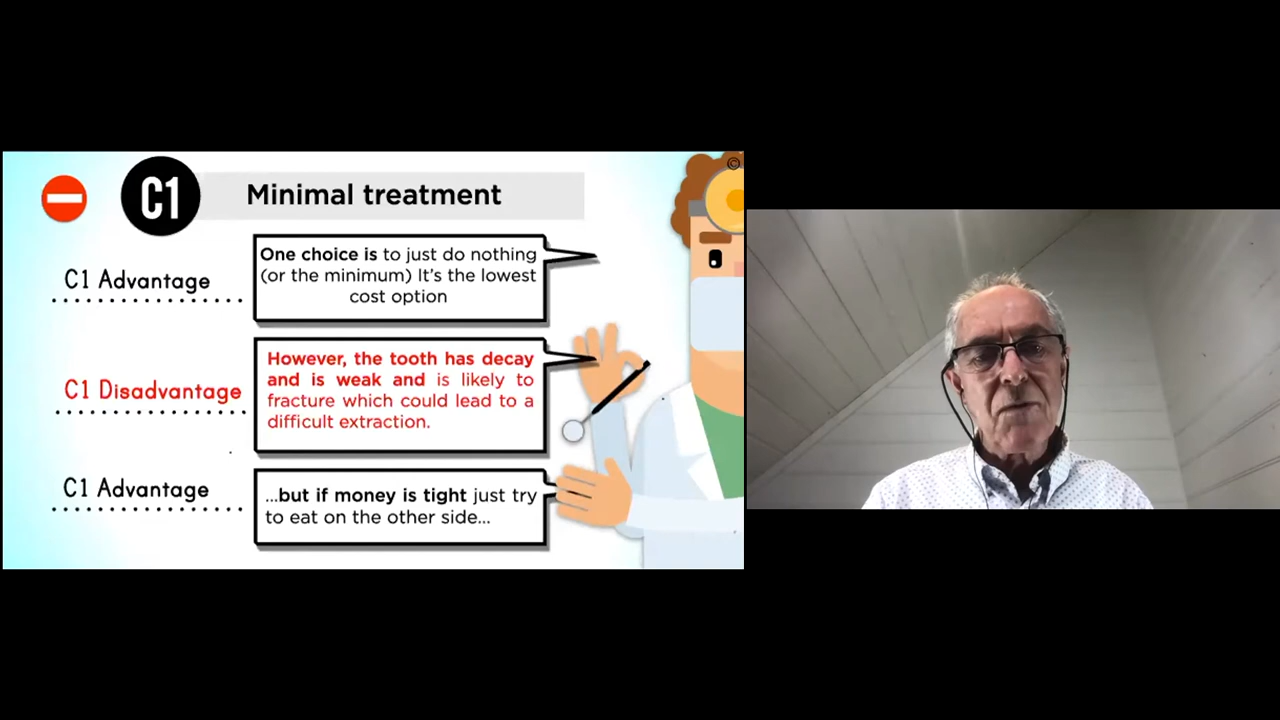 C1 Minimal treatment
C1 Advantage
One choice is to just do nothing
(or the minimum) It's the lowest
cost option
C1 Disadvantage
However, the tooth has decay
and is weak and is likely to
fracture which could lead to a
difficult extraction.
C1 Advantage
...but if money is tight just try
to eat on the other side...
©